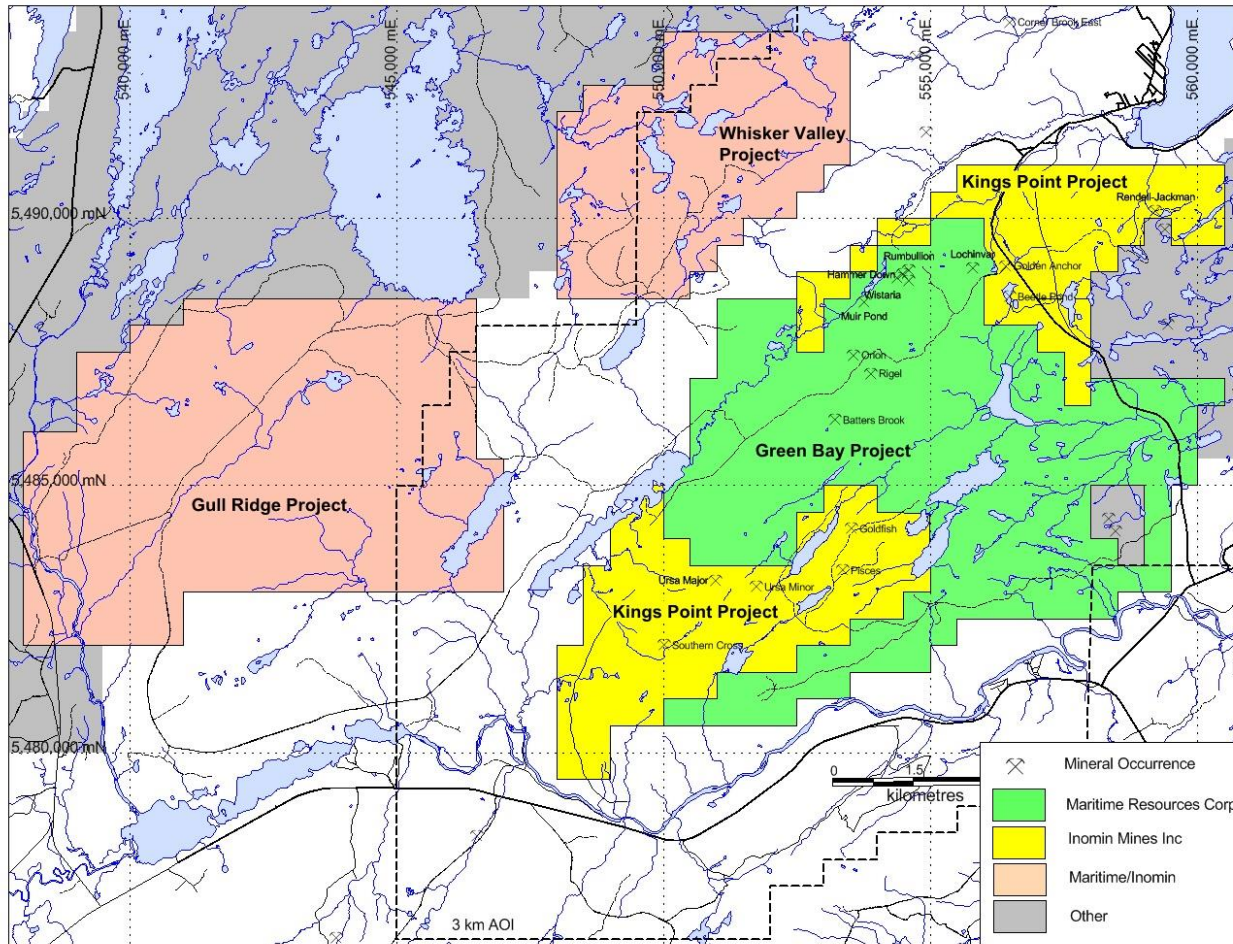 540,000 mE
545,000 mE
550,000 mE
555,000 mE
560,000 mE
Corner Brook East
Whisker Valley
Project
Kings Point Project
Rendell-Jackman
5,490,000 mN
Rumbullion
Lochinvar
Golden Anchor
Hammer Down
Wistaria
Beetle Pond
Muir Pond
Orion
Rigel
Batters Brook
Green Bay Project
5,485,000 mN
Gull Ridge Project
Goldfish
Pisces
Ursa Major
Ursa Minor
Kings Point Project
Southern Cross
5,480,000 mN
0 1.5
kilometres
3 km AOI
Mineral Occurrence
Maritime Resources Corp
Inomin Mines Inc
Maritime/Inomin
Other